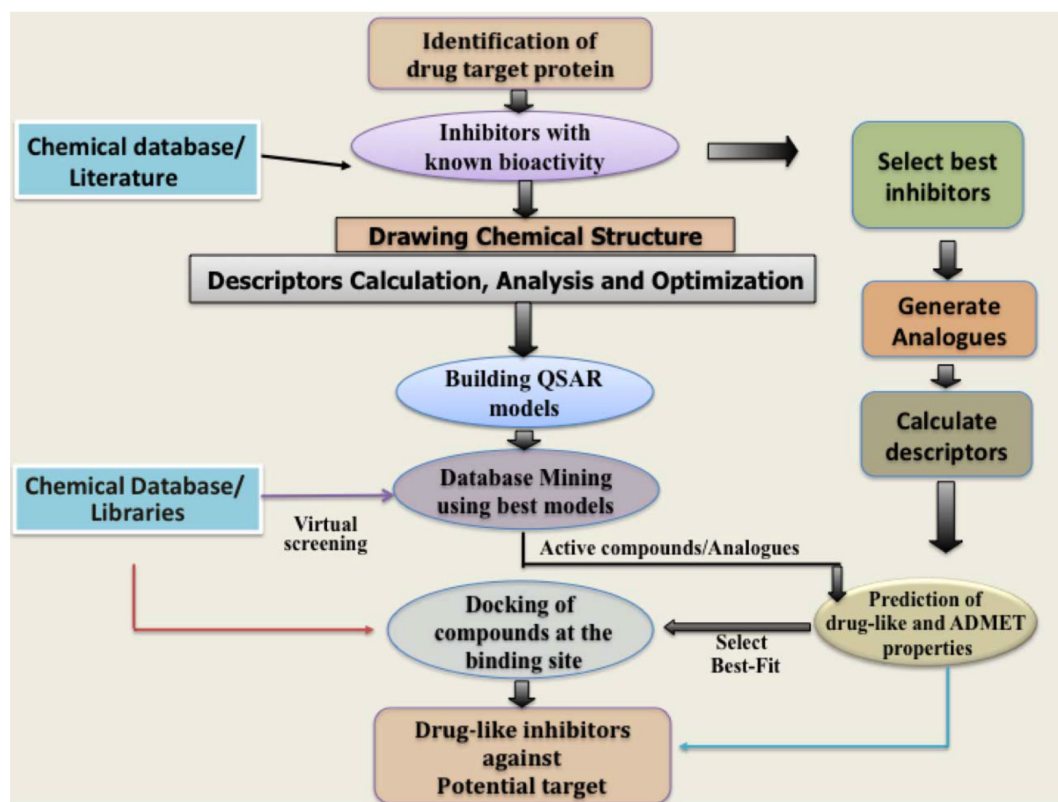 Identification of
drug target protein
Chemical database/
Literature
Inhibitors with
known bioactivity
Select best
inhibitors
Drawing Chemical Structure
Descriptors Calculation, Analysis and Optimization
Generate
Analogues
Building QSAR
models
Calculate
descriptors
Chemical Database/
Libraries
Virtual
screening
Database Mining
using best models
Active compounds/Analogues
Docking of
compounds at the
binding site
Select
Best-Fit
Prediction of
drug-like and ADMET
properties
Drug-like inhibitors
against
Potential target